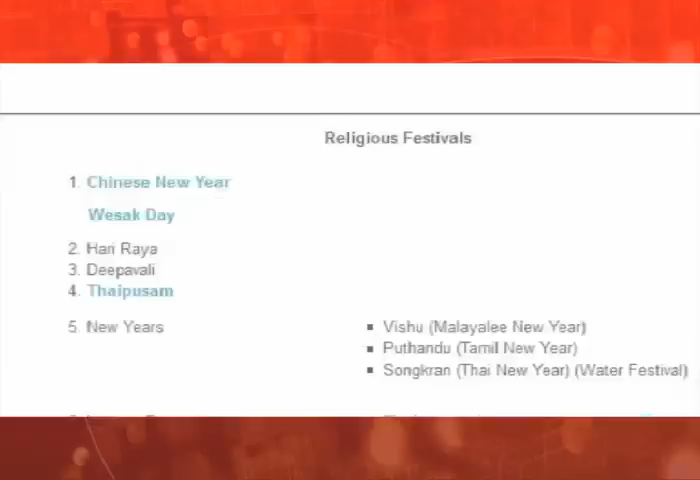 Religious Festivals
1. Chinese New Year
Wesak Day
2. Hari Raya
3. Deepavali
4. Thaipusam
5. New Years
▪ Vishu (Malayalee New Year)
▪ Puthandu (Tamil New Year)
▪ Songkran (Thai New Year) (Water Festival)